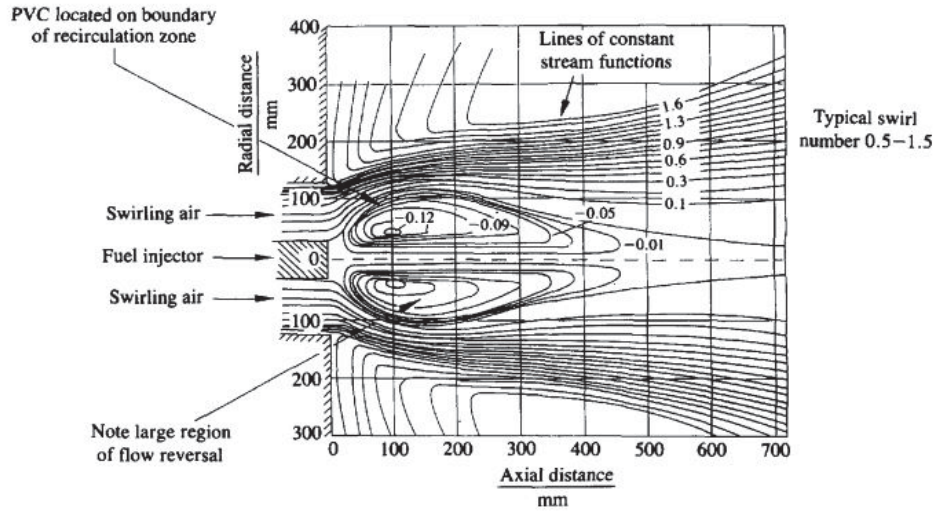 PVC located on boundary
of recirculation zone
Radial distance
mm
400
300
200
100
0
100
200
300
Lines of constant
stream functions
1.6
1.3
0.9
0.6
0.3
0.1
Typical swirl
number 0.5–1.5
Swirling air
Fuel injector
Swirling air
−0.12
−0.09
−0.05
−0.01
Note large region
of flow reversal
0 100 200 300 400 500 600 700
Axial distance
mm